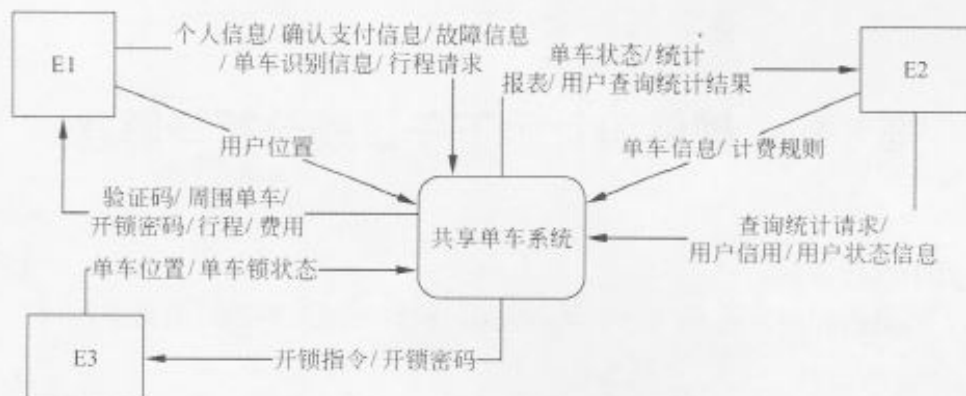 E1
个人信息/确认支付信息/故障信息
/单车识别信息/行程请求
单车状态/统计
报表/用户查询统计结果
E2
用户位置
单车信息/计费规则
验证码/周围单车/
开锁密码/行程/费用
共享单车系统
查询统计请求/
用户信用/用户状态信息
单车位置/单车锁状态
E3
开锁指令/开锁密码